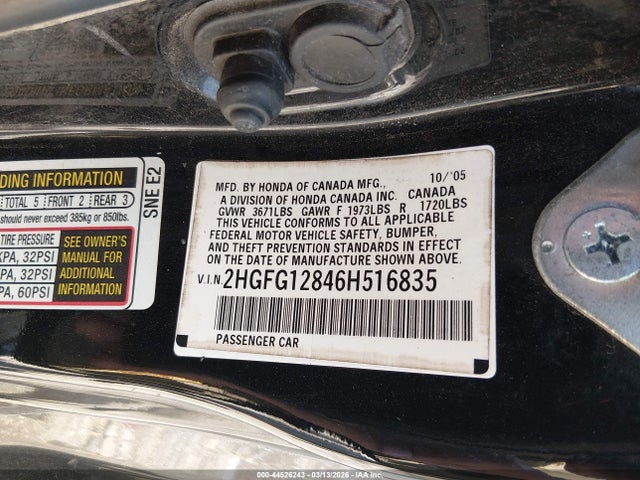 NDING INFORMATION
TOTAL 5 FRONT 2 REAR 3
should never exceed 385kg or 850lbs.
TIRE PRESSURE
KPA, 32PSI
KPA, 32PSI
PA, 60PSI
SEE OWNER'S
MANUAL FOR
ADDITIONAL
INFORMATION
SNE E2
MFD. BY HONDA OF CANADA MFG., 10/'05
A DIVISION OF HONDA CANADA INC. CANADA
GVWR 3671LBS GAWR F 1973LBS R 1720LBS
THIS VEHICLE CONFORMS TO ALL APPLICABLE
FEDERAL MOTOR VEHICLE SAFETY, BUMPER,
AND THEFT PREVENTION STANDARDS IN EFFECT
ON THE DATE OF MANUFACTURE SHOWN ABOVE.
V.I.N. 2HGFG12846H516835
PASSENGER CAR
000-44526243 | 03/13/2026 | IAA, Inc.